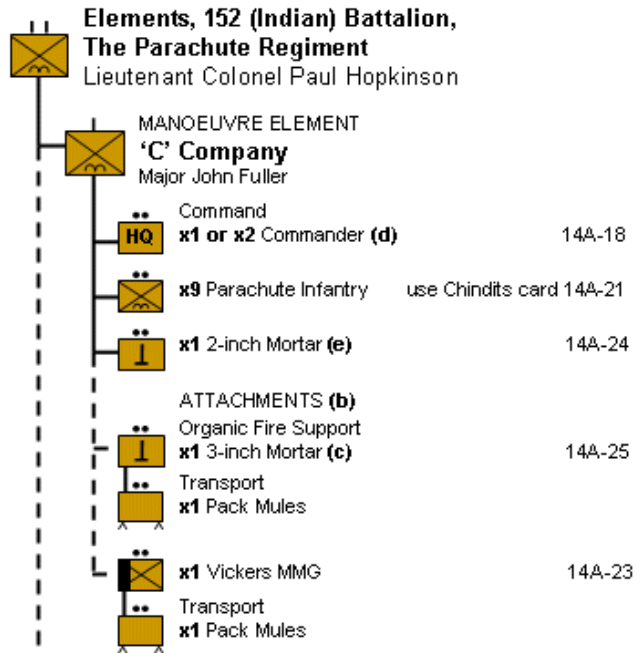 Elements, 152 (Indian) Battalion,
The Parachute Regiment
Lieutenant Colonel Paul Hopkinson
MANOEUVRE ELEMENT
‘C’ Company
Major John Fuller
Command
HQ x1 or x2 Commander (d) 14A-18
x9 Parachute Infantry use Chindits card 14A-21
x1 2-inch Mortar (e) 14A-24
ATTACHMENTS (b)
Organic Fire Support
x1 3-inch Mortar (c) 14A-25
Transport
x1 Pack Mules
x1 Vickers MMG 14A-23
Transport
x1 Pack Mules